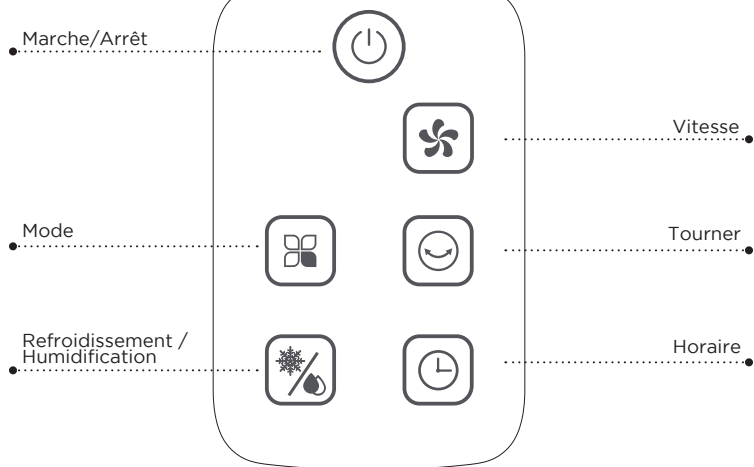 Marche/Arrêt
Vitesse
Mode
Tourner
Refroidissement /
Humidification
Horaire